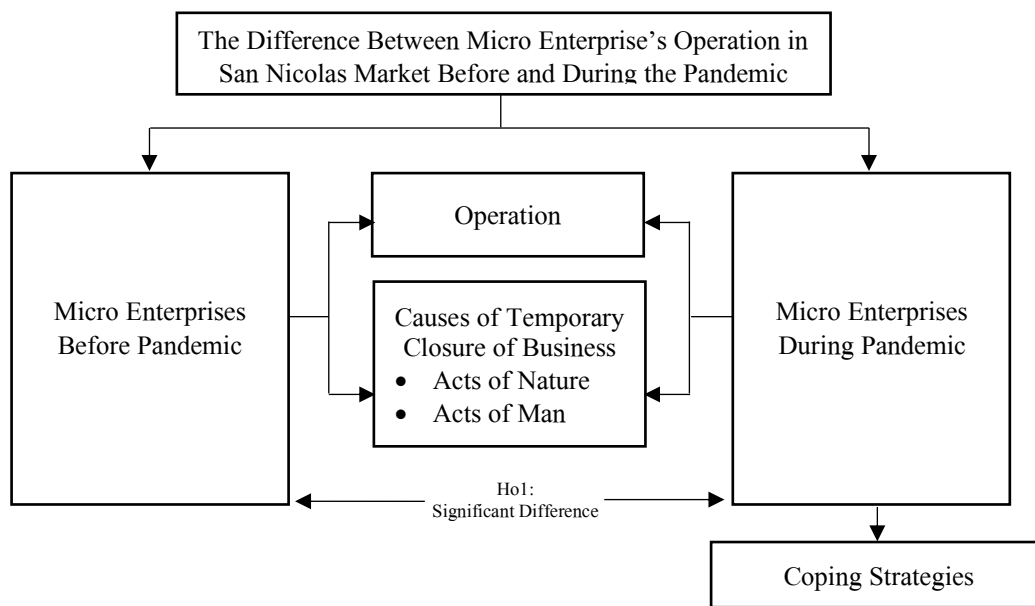 The Difference Between Micro Enterprise’s Operation in
San Nicolas Market Before and During the Pandemic
Micro Enterprises
Before Pandemic
Operation
Causes of Temporary
Closure of Business
• Acts of Nature
• Acts of Man
Micro Enterprises
During Pandemic
Ho1:
Significant Difference
Coping Strategies